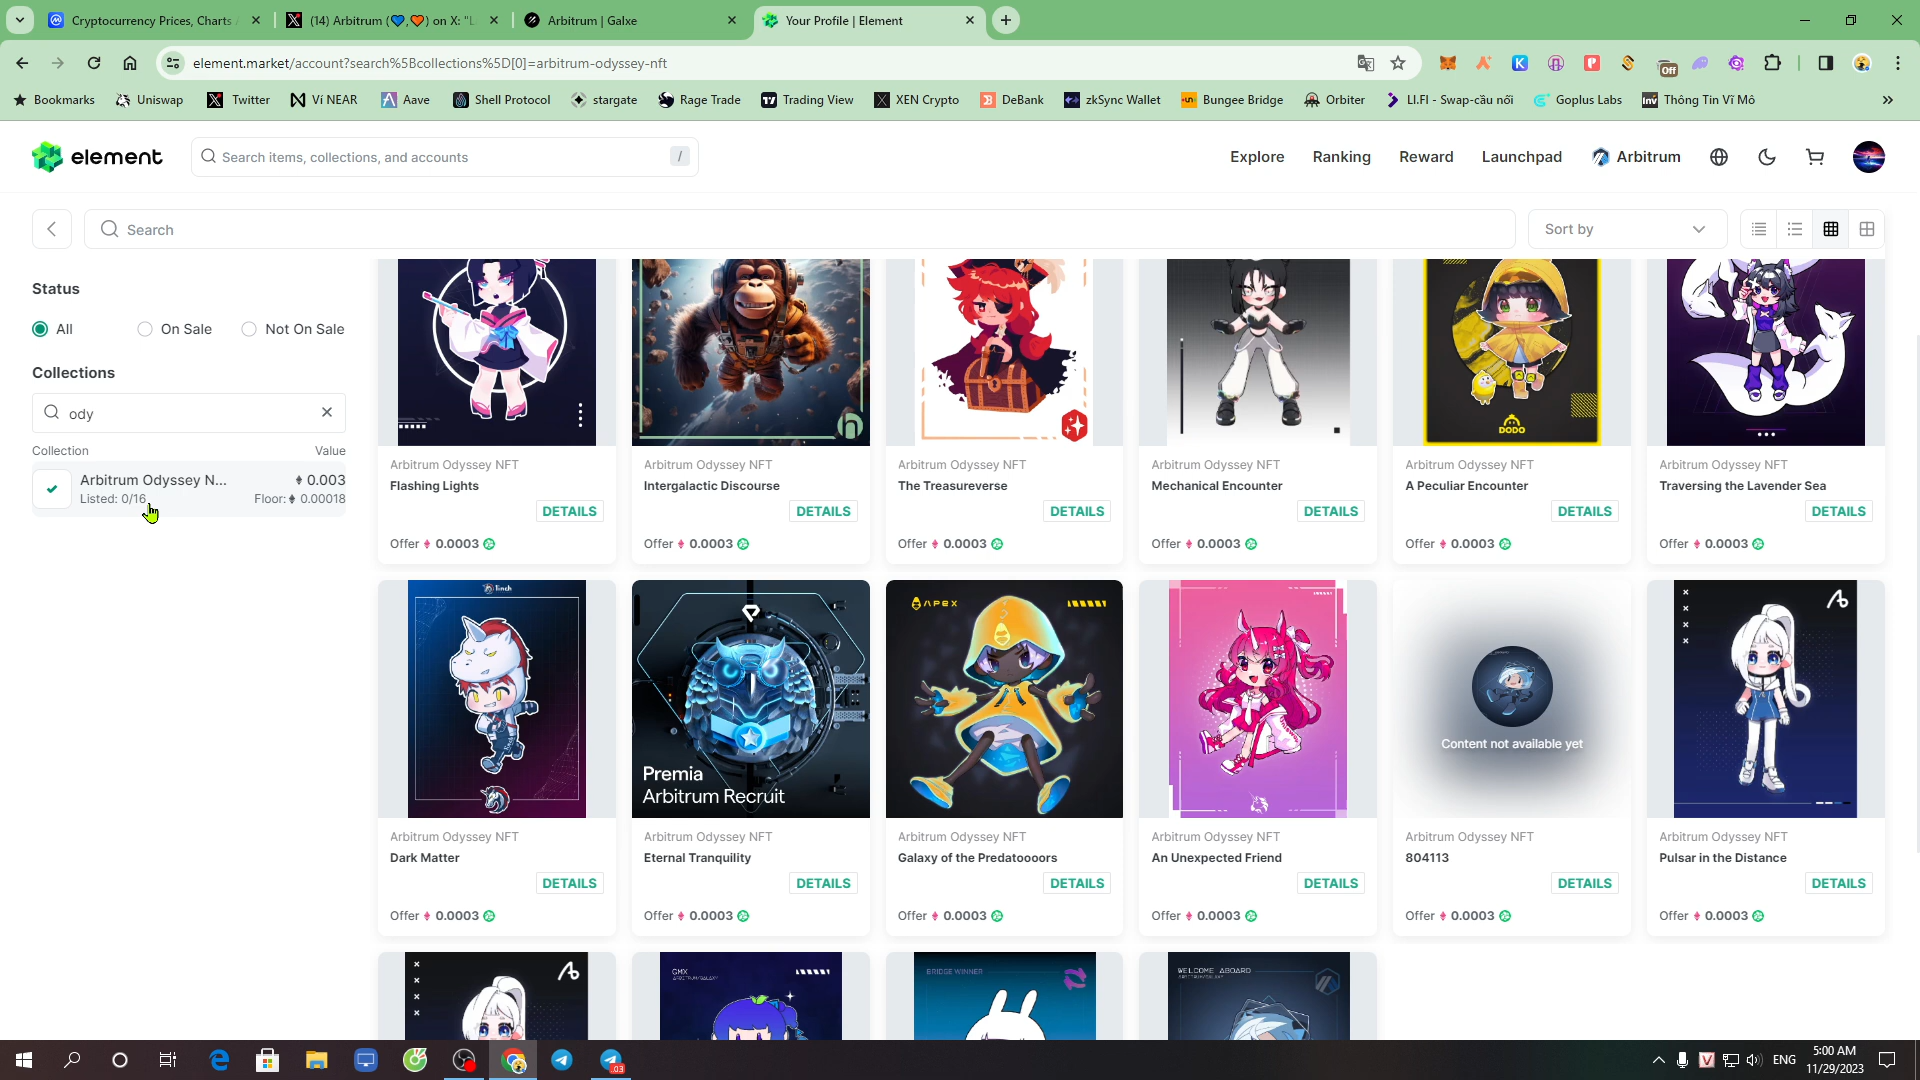 Cryptocurrency Prices, Charts
(14) Arbitrum (💙,🧡) on X: "L
Arbitrum | Galxe
Your Profile | Element
element.market/account?search%5Bcollections%5D[0]=arbitrum-odyssey-nft
Off
Bookmarks
Uniswap
Twitter
Ví NEAR
Aave
Shell Protocol
stargate
Rage Trade
Trading View
XEN Crypto
DeBank
zkSync Wallet
Bungee Bridge
Orbiter
LI.FI - Swap-cầu nối
Goplus Labs
Thông Tin Vĩ Mô
element
Search items, collections, and accounts
/
Explore
Ranking
Reward
Launchpad
Arbitrum
Search
Sort by
Status
All
On Sale
Not On Sale
Collections
ody
Collection
Value
Arbitrum Odyssey N...
0.003
Listed: 0/16
Floor: 0.00018
DODO
Arbitrum Odyssey NFT
Flashing Lights
DETAILS
Offer 0.0003
Arbitrum Odyssey NFT
Intergalactic Discourse
DETAILS
Offer 0.0003
Arbitrum Odyssey NFT
The Treasureverse
DETAILS
Offer 0.0003
Arbitrum Odyssey NFT
Mechanical Encounter
DETAILS
Offer 0.0003
Arbitrum Odyssey NFT
A Peculiar Encounter
DETAILS
Offer 0.0003
Arbitrum Odyssey NFT
Traversing the Lavender Sea
DETAILS
Offer 0.0003
1inch
Arbitrum Odyssey NFT
Dark Matter
DETAILS
Offer 0.0003
Premia
Arbitrum Recruit
Arbitrum Odyssey NFT
Eternal Tranquility
DETAILS
Offer 0.0003
APEX
Arbitrum Odyssey NFT
Galaxy of the Predatoooors
DETAILS
Offer 0.0003
Arbitrum Odyssey NFT
An Unexpected Friend
DETAILS
Offer 0.0003
Content not available yet
Arbitrum Odyssey NFT
804113
DETAILS
Offer 0.0003
Arbitrum Odyssey NFT
Pulsar in the Distance
DETAILS
Offer 0.0003
GMX
BRIDGE WINNER
WELCOME ABOARD
ENG
5:00 AM
11/29/2023